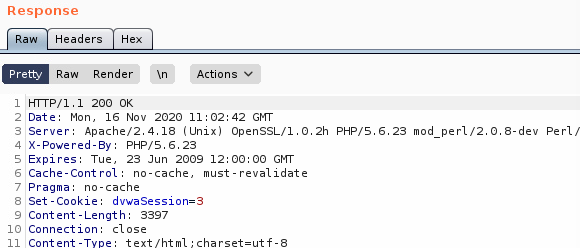 Response
Raw Headers Hex
Pretty Raw Render \n Actions
1 HTTP/1.1 200 OK
2 Date: Mon, 16 Nov 2020 11:02:42 GMT
3 Server: Apache/2.4.18 (Unix) OpenSSL/1.0.2h PHP/5.6.23 mod_perl/2.0.8-dev Perl/
4 X-Powered-By: PHP/5.6.23
5 Expires: Tue, 23 Jun 2009 12:00:00 GMT
6 Cache-Control: no-cache, must-revalidate
7 Pragma: no-cache
8 Set-Cookie: dvwaSession=3
9 Content-Length: 3397
10 Connection: close
11 Content-Type: text/html;charset=utf-8